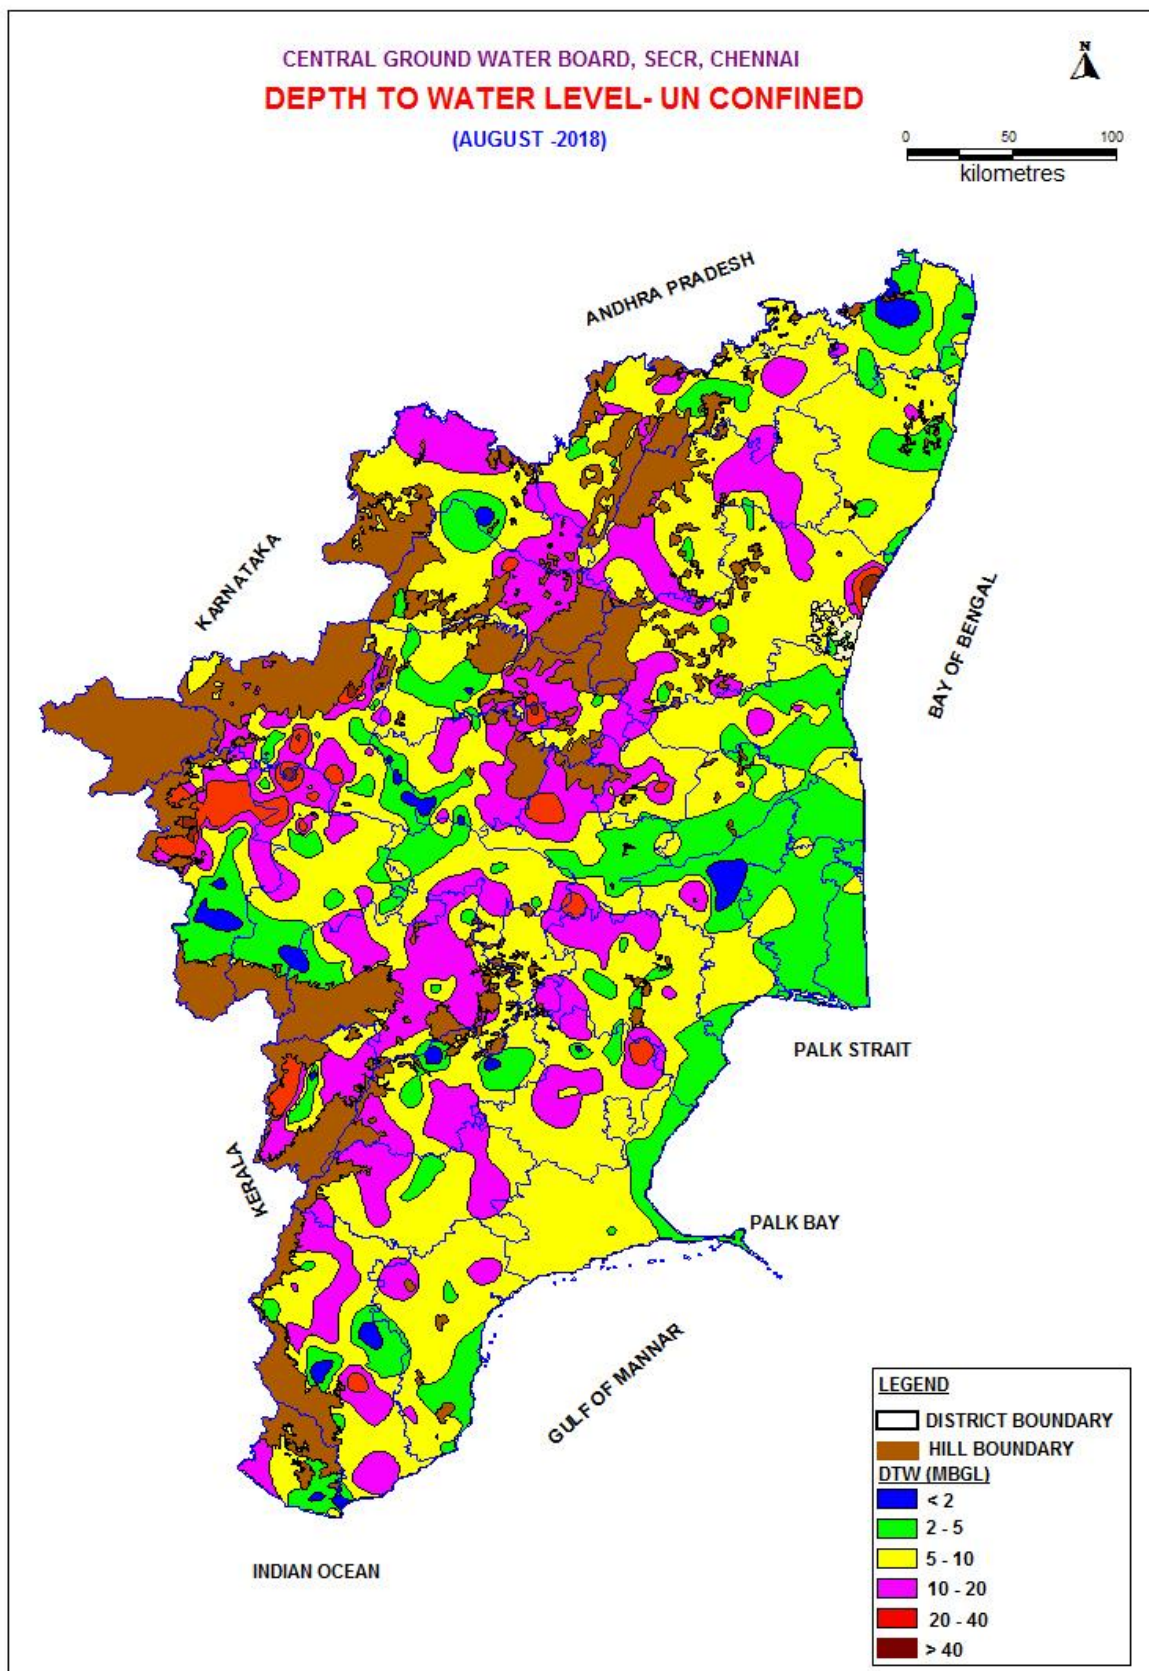 CENTRAL GROUND WATER BOARD, SECR, CHENNAI
N
DEPTH TO WATER LEVEL- UN CONFINED
(AUGUST -2018)
0 50 100
kilometres
ANDHRA PRADESH
KARNATAKA
BAY OF BENGAL
PALK STRAIT
KERALA
PALK BAY
GULF OF MANNAR
INDIAN OCEAN
LEGEND
DISTRICT BOUNDARY
HILL BOUNDARY
DTW (MBGL)
< 2
2 - 5
5 - 10
10 - 20
20 - 40
> 40